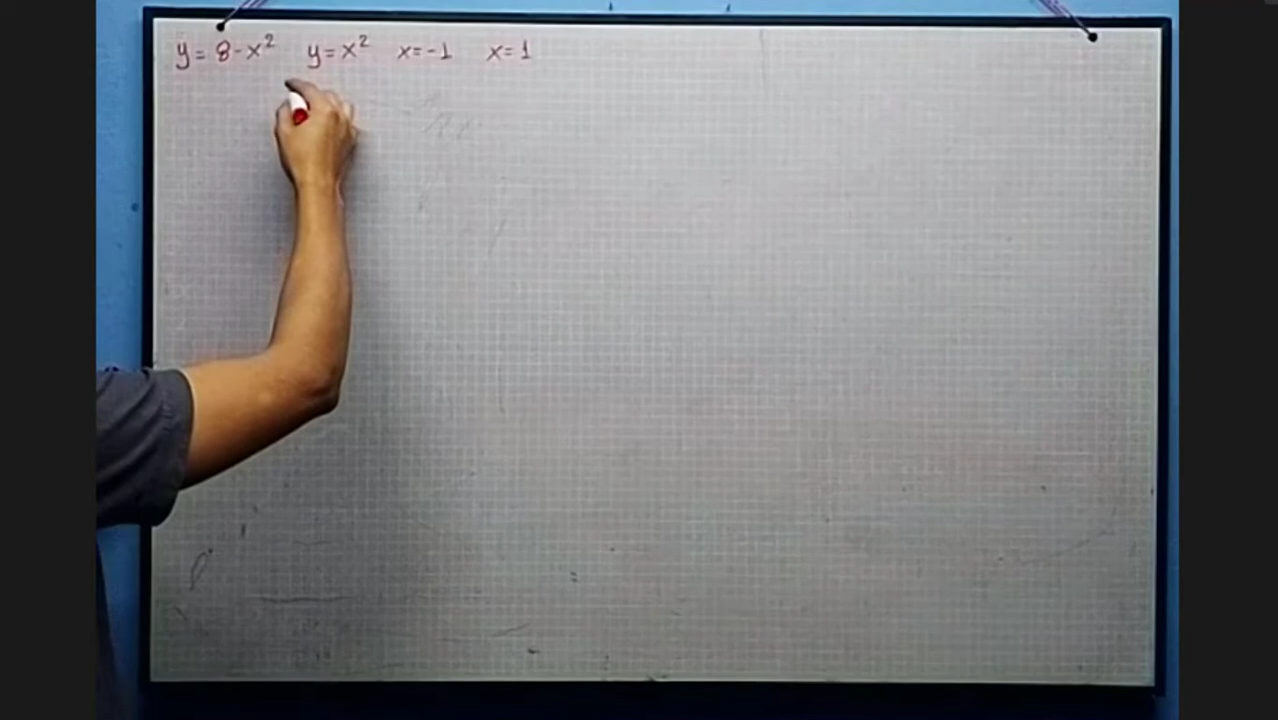 y = 8 - x² y = x² x = -1 x = 1